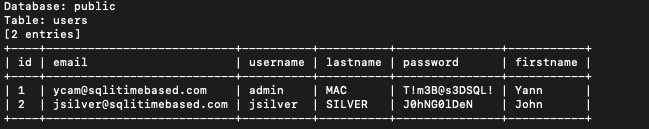 Database: public
Table: users
[2 entries]
+----+--------------------------+----------+----------+--------------+-----------+
| id | email                    | username | lastname | password     | firstname |
+----+--------------------------+----------+----------+--------------+-----------+
| 1  | ycam@sqlitimebased.com    | admin    | MAC      | T!m3B@s3DSQL! | Yann      |
| 2  | jsilver@sqlitimebased.com | jsilver  | SILVER   | J0hNG0lDeN   | John      |
+----+--------------------------+----------+----------+--------------+-----------+